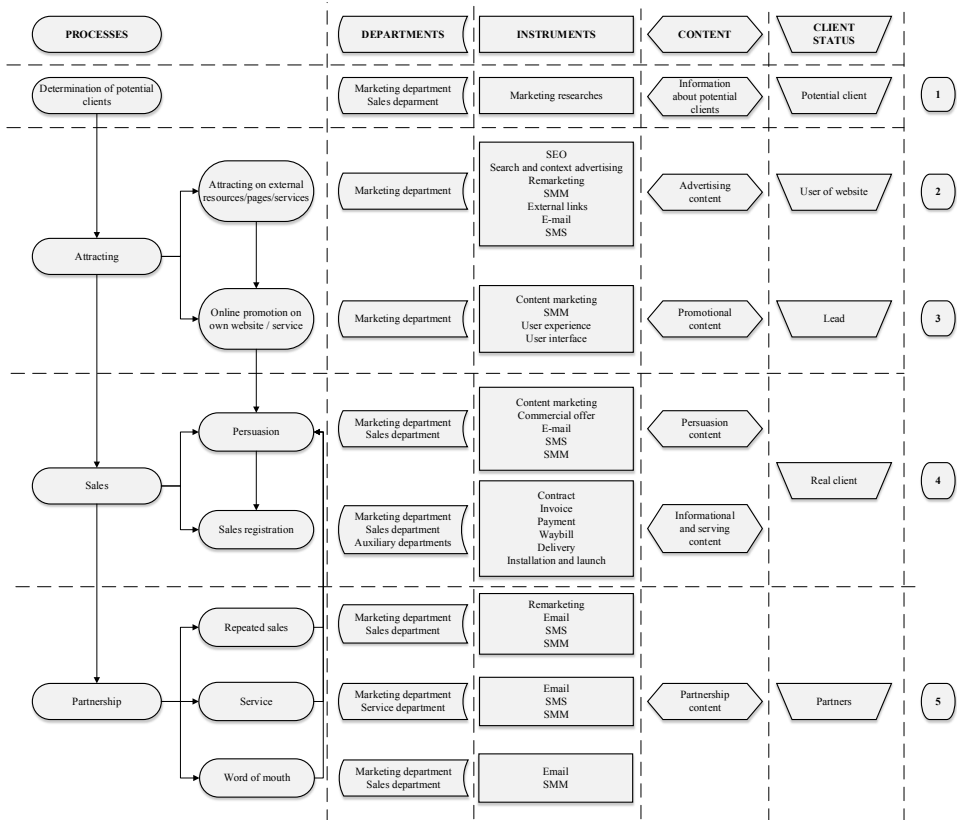 PROCESSES
DEPARTMENTS
INSTRUMENTS
CONTENT
CLIENT
STATUS
Determination of potential
clients
Marketing department
Sales deparment
Marketing researches
Information
about potential
clients
Potential client
1
Attracting
Attracting on external
resources/pages/services
Marketing department
SEO
Search and context advertising
Remarketing
SMM
External links
E-mail
SMS
Advertising
content
User of website
2
Online promotion on
own website / service
Marketing department
Content marketing
SMM
User experience
User interface
Promotional
content
Lead
3
Sales
Persuasion
Marketing department
Sales department
Content marketing
Commercial offer
E-mail
SMS
SMM
Persuasion
content
Real client
4
Sales registration
Marketing department
Sales department
Auxiliary departments
Contract
Invoice
Payment
Waybill
Delivery
Installation and launch
Informational
and serving
content
Partnership
Repeated sales
Marketing department
Sales department
Remarketing
Email
SMS
SMM
Service
Marketing department
Service department
Email
SMS
SMM
Partnership
content
Partners
5
Word of mouth
Marketing department
Sales department
Email
SMM